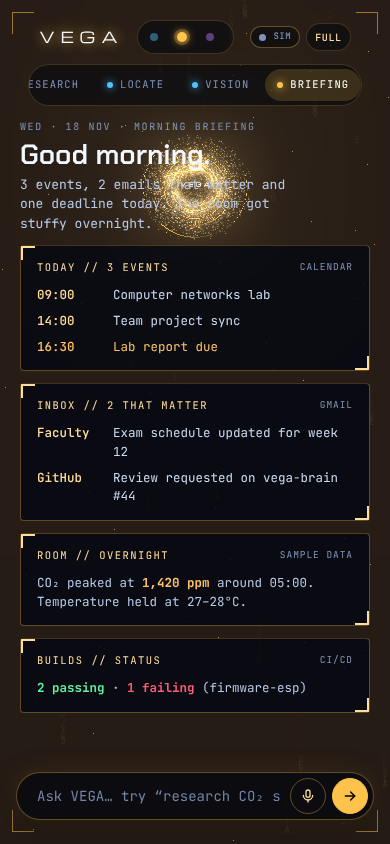 VEGA
SIM
FULL
ESEARCH
LOCATE
VISION
BRIEFING
WED · 18 NOV · MORNING BRIEFING
Good morning.
3 events, 2 emails that matter and
one deadline today. The room got
stuffy overnight.
TODAY // 3 EVENTS
CALENDAR
09:00 Computer networks lab
14:00 Team project sync
16:30 Lab report due
INBOX // 2 THAT MATTER
GMAIL
Faculty Exam schedule updated for week
12
GitHub Review requested on vega-brain
#44
ROOM // OVERNIGHT
SAMPLE DATA
CO₂ peaked at 1,420 ppm around 05:00.
Temperature held at 27–28°C.
BUILDS // STATUS
CI/CD
2 passing · 1 failing (firmware-esp)
Ask VEGA… try “research CO₂ s